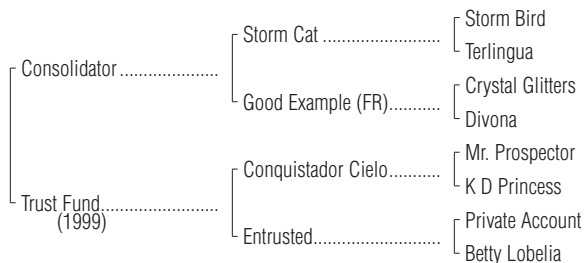 Storm Bird
Storm Cat ..............................
Terlingua
Consolidator .........................
Crystal Glitters
Good Example (FR).............
Divona
Mr. Prospector
Conquistador Cielo.............
K D Princess
Trust Fund..............................
(1999)
Private Account
Entrusted................................
Betty Lobelia